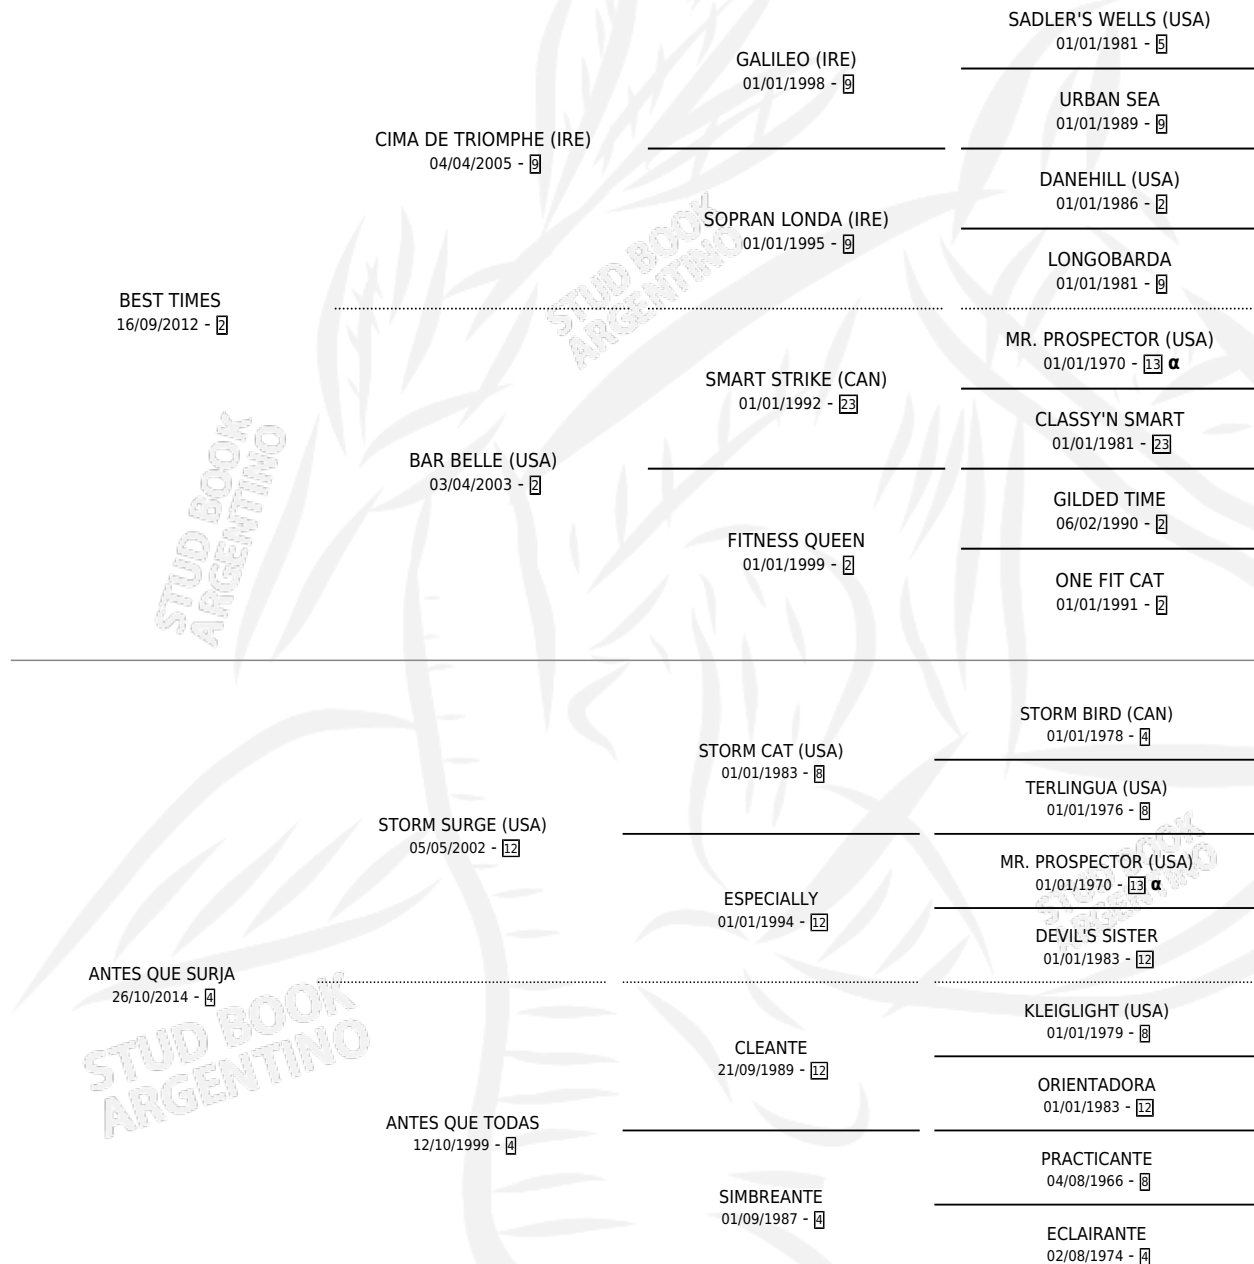 SADLER'S WELLS (USA)
01/01/1981 - 5
GALILEO (IRE)
01/01/1998 - 9
URBAN SEA
01/01/1989 - 9
CIMA DE TRIOMPHE (IRE)
04/04/2005 - 9
DANEHILL (USA)
01/01/1986 - 2
SOPRAN LONDA (IRE)
01/01/1995 - 9
LONGOBARDA
01/01/1981 - 9
BEST TIMES
16/09/2012 - 2
MR. PROSPECTOR (USA)
01/01/1970 - 13 α
SMART STRIKE (CAN)
01/01/1992 - 23
CLASSY'N SMART
01/01/1981 - 23
BAR BELLE (USA)
03/04/2003 - 2
GILDED TIME
06/02/1990 - 2
FITNESS QUEEN
01/01/1999 - 2
ONE FIT CAT
01/01/1991 - 2
STORM BIRD (CAN)
01/01/1978 - 4
STORM CAT (USA)
01/01/1983 - 8
TERLINGUA (USA)
01/01/1976 - 8
STORM SURGE (USA)
05/05/2002 - 12
MR. PROSPECTOR (USA)
01/01/1970 - 13 α
ESPECIALLY
01/01/1994 - 12
DEVIL'S SISTER
01/01/1983 - 12
ANTES QUE SURJA
26/10/2014 - 4
KLEIGLIGHT (USA)
01/01/1979 - 8
CLEANTE
21/09/1989 - 12
ORIENTADORA
01/01/1983 - 12
ANTES QUE TODAS
12/10/1999 - 4
PRACTICANTE
04/08/1966 - 8
SIMBREANTE
01/09/1987 - 4
ECLAIRANTE
02/08/1974 - 4
STUD BOOK
ARGENTINO
STUD BOOK
ARGENTINO
STUD BOOK
ARGENTINO
STUD BOOK
ARGENTINO